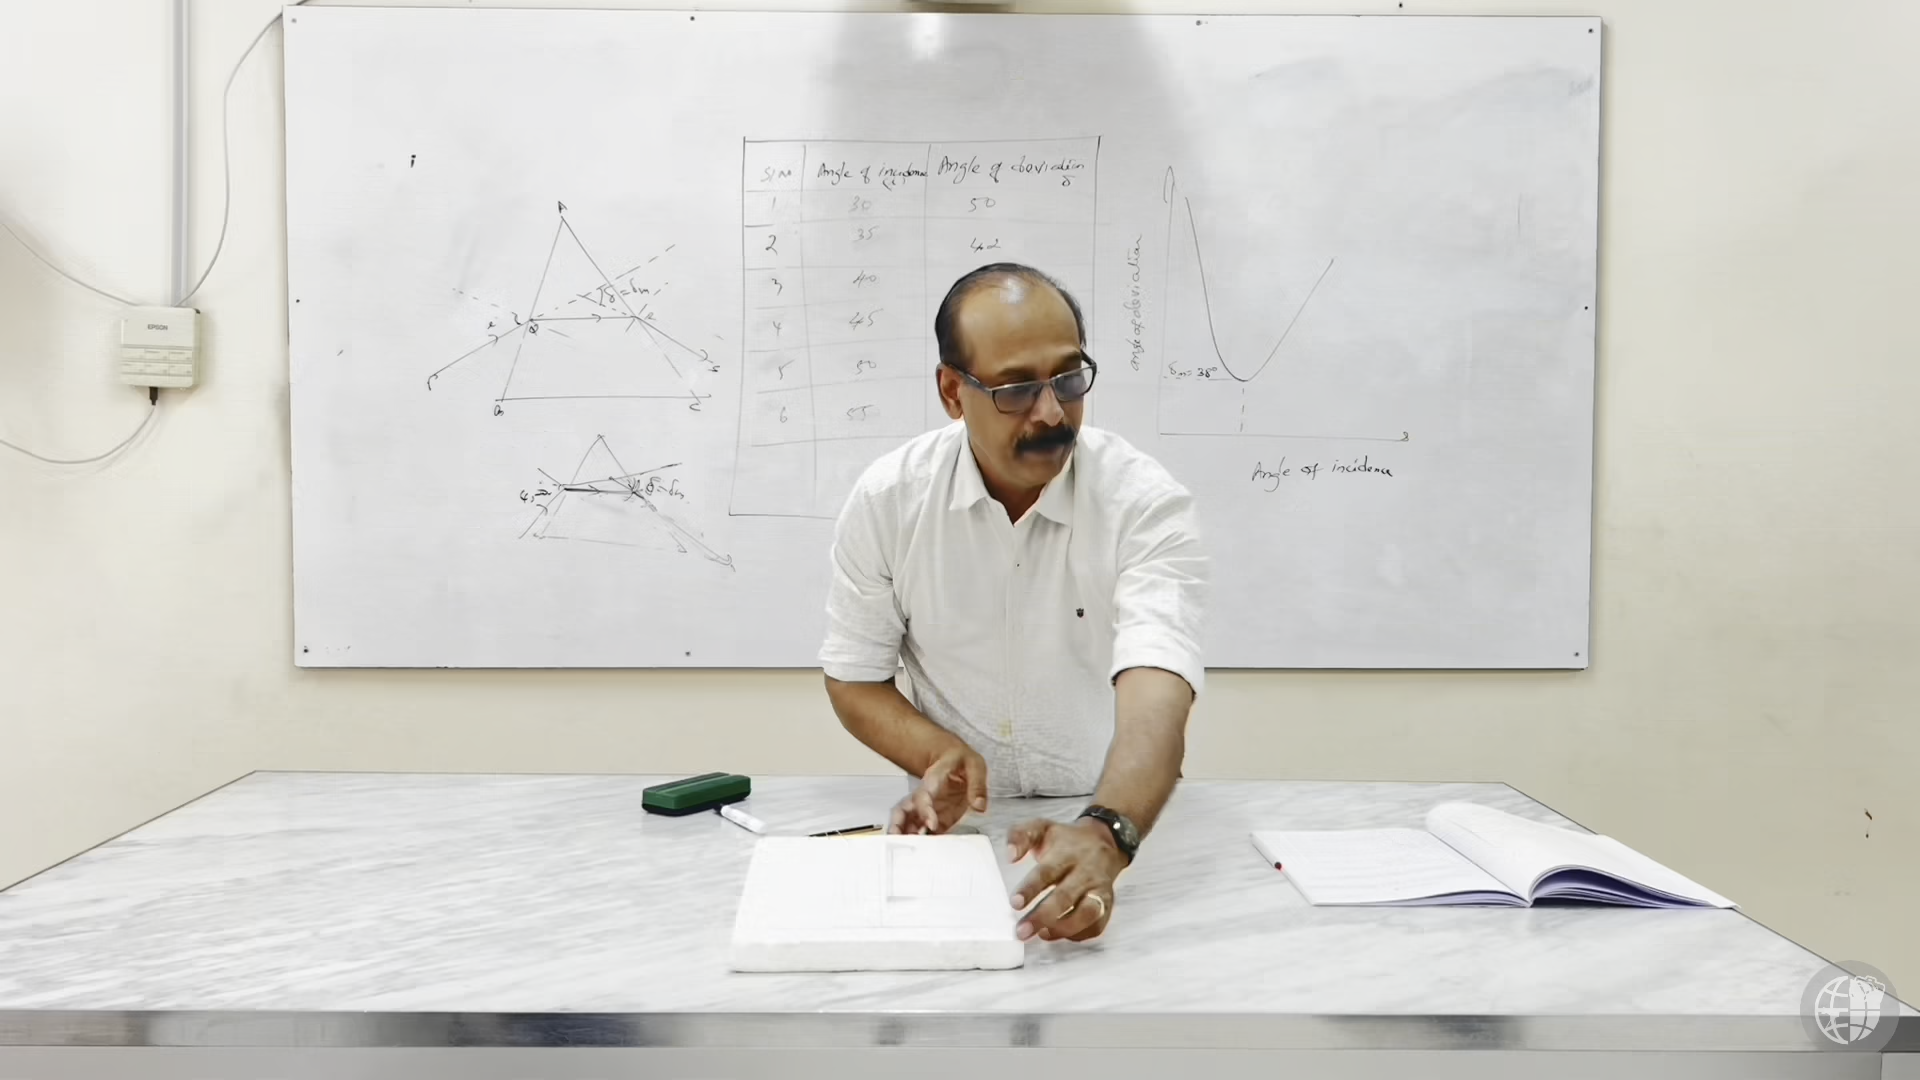 EPSON
i
A
δ=δm
Q
R
P
S
B
C
δ=δm
Sl no
Angle of incidence (i)
Angle of deviation δ
1 30 50
2 35 42
3 40
4 45
5 50
6 55
angle of deviation
δm=38°
Angle of incidence